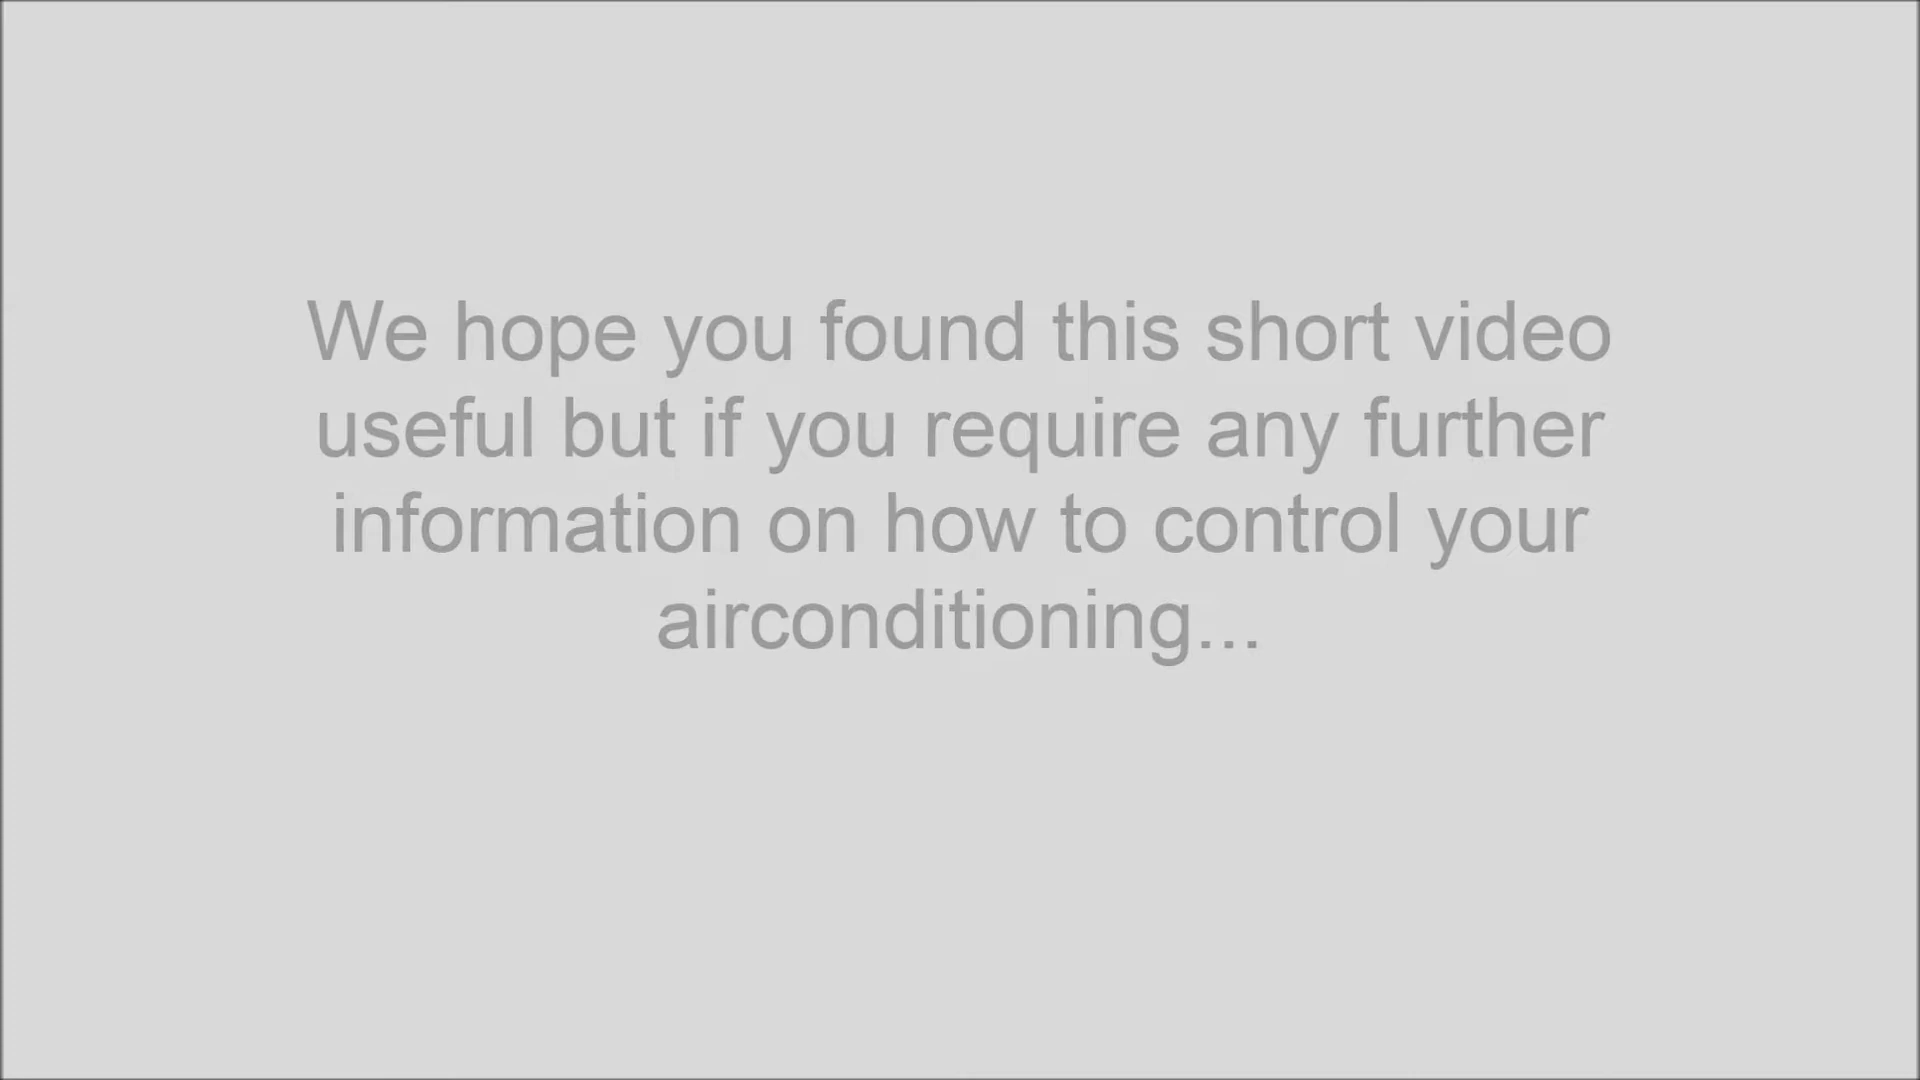 We hope you found this short video
useful but if you require any further
information on how to control your
airconditioning...